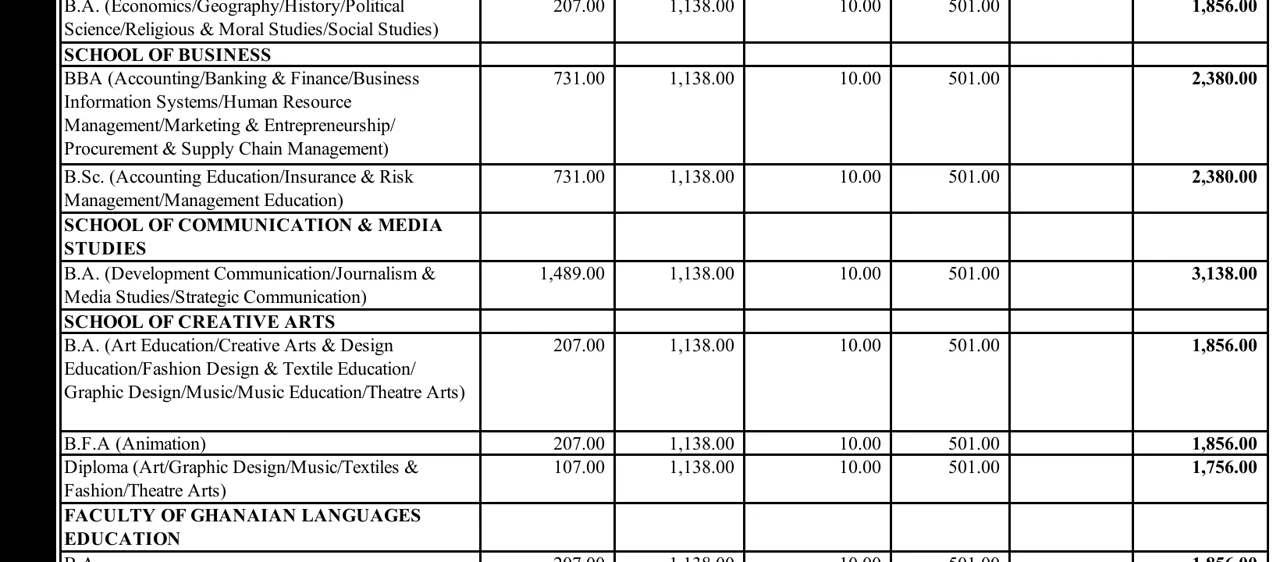 B.A. (Economics/Geography/History/Political 207.00 1,138.00 10.00 501.00 1,856.00
Science/Religious & Moral Studies/Social Studies)
SCHOOL OF BUSINESS
BBA (Accounting/Banking & Finance/Business 731.00 1,138.00 10.00 501.00 2,380.00
Information Systems/Human Resource
Management/Marketing & Entrepreneurship/
Procurement & Supply Chain Management)
B.Sc. (Accounting Education/Insurance & Risk 731.00 1,138.00 10.00 501.00 2,380.00
Management/Management Education)
SCHOOL OF COMMUNICATION & MEDIA
STUDIES
B.A. (Development Communication/Journalism & 1,489.00 1,138.00 10.00 501.00 3,138.00
Media Studies/Strategic Communication)
SCHOOL OF CREATIVE ARTS
B.A. (Art Education/Creative Arts & Design 207.00 1,138.00 10.00 501.00 1,856.00
Education/Fashion Design & Textile Education/
Graphic Design/Music/Music Education/Theatre Arts)
B.F.A (Animation) 207.00 1,138.00 10.00 501.00 1,856.00
Diploma (Art/Graphic Design/Music/Textiles & 107.00 1,138.00 10.00 501.00 1,756.00
Fashion/Theatre Arts)
FACULTY OF GHANAIAN LANGUAGES
EDUCATION
B.A. 207.00 1,138.00 10.00 501.00 1,856.00